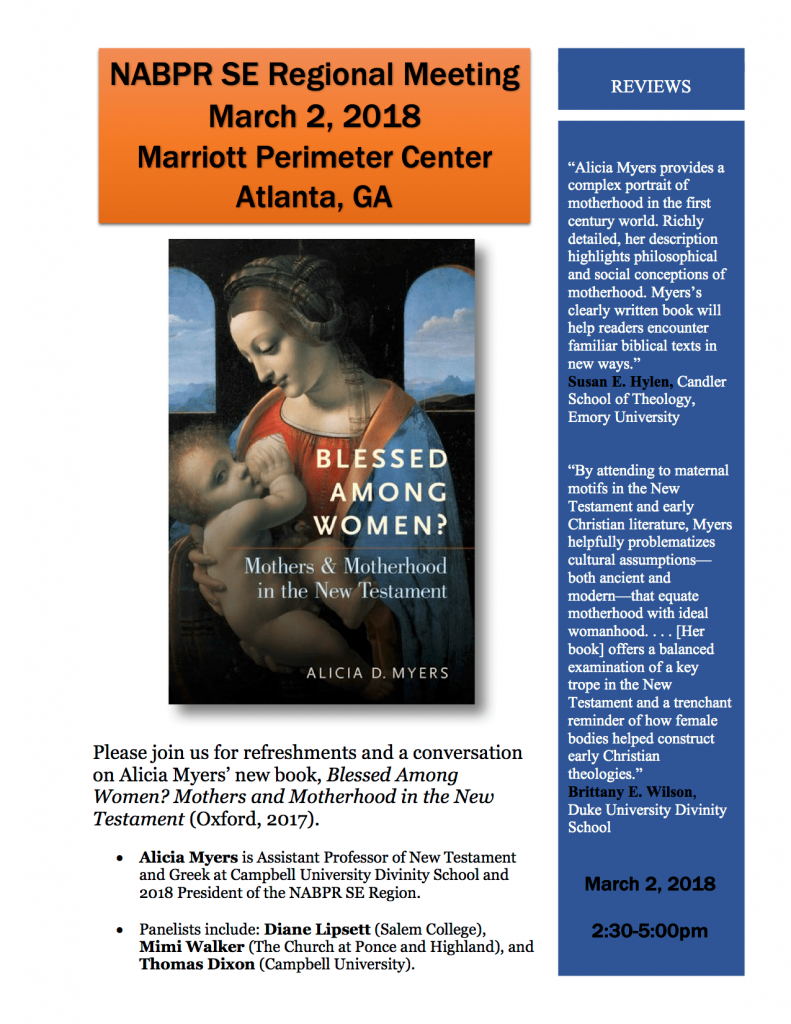 NABPR SE Regional Meeting
March 2, 2018
Marriott Perimeter Center
Atlanta, GA
BLESSED
AMONG
WOMEN?
Mothers & Motherhood
in the New Testament
ALICIA D. MYERS
Please join us for refreshments and a conversation
on Alicia Myers’ new book, Blessed Among
Women? Mothers and Motherhood in the New
Testament (Oxford, 2017).
• Alicia Myers is Assistant Professor of New Testament
and Greek at Campbell University Divinity School and
2018 President of the NABPR SE Region.
• Panelists include: Diane Lipsett (Salem College),
Mimi Walker (The Church at Ponce and Highland), and
Thomas Dixon (Campbell University).
REVIEWS
“Alicia Myers provides a
complex portrait of
motherhood in the first
century world. Richly
detailed, her description
highlights philosophical
and social conceptions of
motherhood. Myers’s
clearly written book will
help readers encounter
familiar biblical texts in
new ways.”
Susan E. Hylen, Candler
School of Theology,
Emory University
“By attending to maternal
motifs in the New
Testament and early
Christian literature, Myers
helpfully problematizes
cultural assumptions—
both ancient and
modern—that equate
motherhood with ideal
womanhood. . . . [Her
book] offers a balanced
examination of a key
trope in the New
Testament and a trenchant
reminder of how female
bodies helped construct
early Christian
theologies.”
Brittany E. Wilson,
Duke University Divinity
School
March 2, 2018
2:30-5:00pm